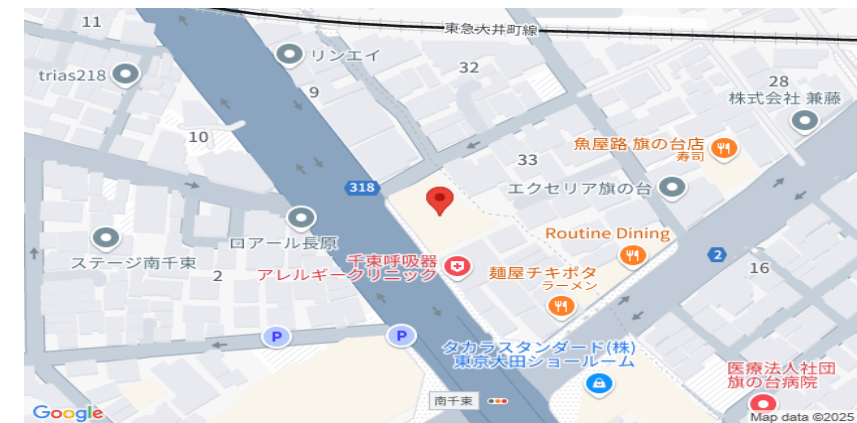 11
東急大井町線
リンエイ
32
trias218
28
9
株式会社 兼藤
10
魚屋路 旗の台店
寿司
33
318
エクセリア旗の台
ロアール長原
Routine Dining
ステージ南千束
2
千束呼吸器
アレルギークリニック
麺屋チキポタ
ラーメン
2
16
P
P
タカラスタンダード(株)
東京大田ショールーム
医療法人社団
旗の台病院
南千束
Google
Map data ©2025